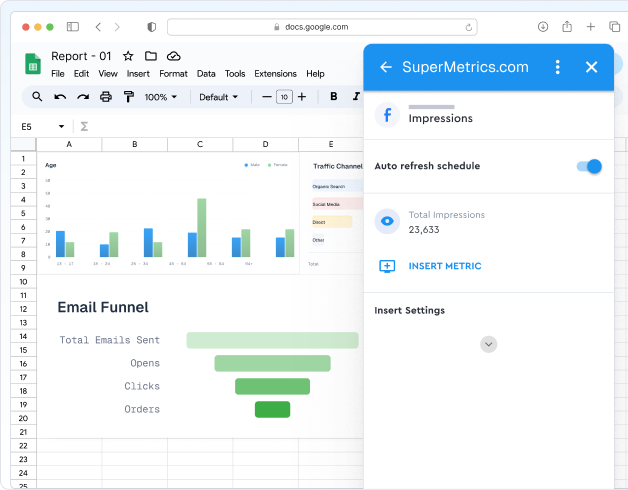 docs.google.com
Report - 01
File Edit View Insert Format Data Tools Extensions Help
100% Default 10 B I
E5 Σ
A B C D E
1
2
3
4
5
6
7
8
9
10
11
12
13
14
15
16
17
18
19
20
21
22
23
24
25
Age
Male Female
Traffic Channel
Organic Search
Social Media
Direct
Other
Total
Email Funnel
Total Emails Sent
Opens
Clicks
Orders
SuperMetrics.com
Impressions
Auto refresh schedule
Total Impressions
23,633
INSERT METRIC
Insert Settings